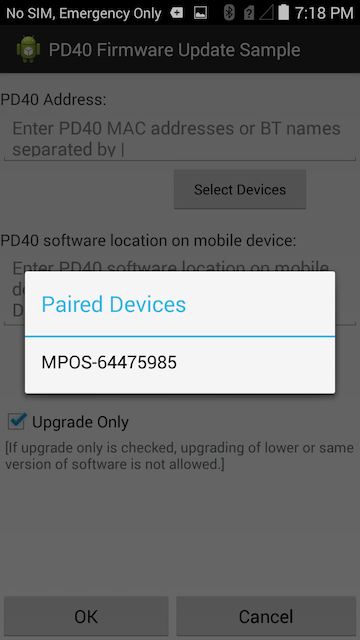 No SIM, Emergency Only 7:18 PM
PD40 Firmware Update Sample
PD40 Address:
Enter PD40 MAC addresses or BT names
separated by |
Select Devices
PD40 software location on mobile device:
Enter PD40 software location on mobile
Paired Devices
MPOS-64475985
Upgrade Only
[If upgrade only is checked, upgrading of lower or same
version of software is not allowed.]
OK Cancel